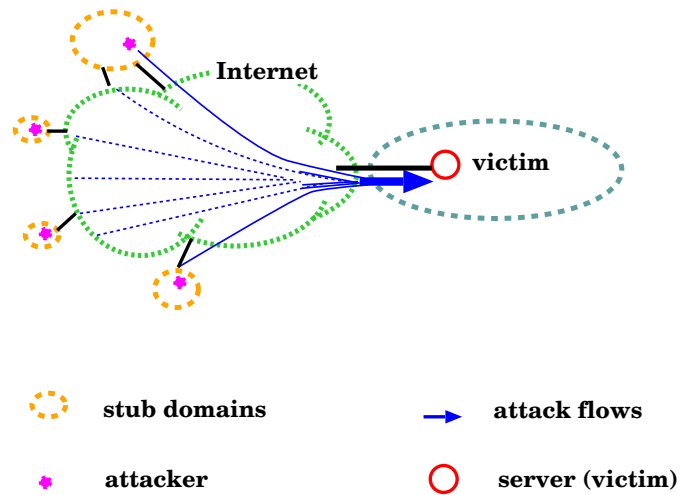 Internet
victim
stub domains
attack flows
attacker
server (victim)